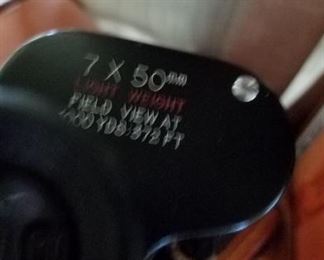 7 X 50mm
LIGHT WEIGHT
FIELD VIEW AT
1000 YDS-372 FT